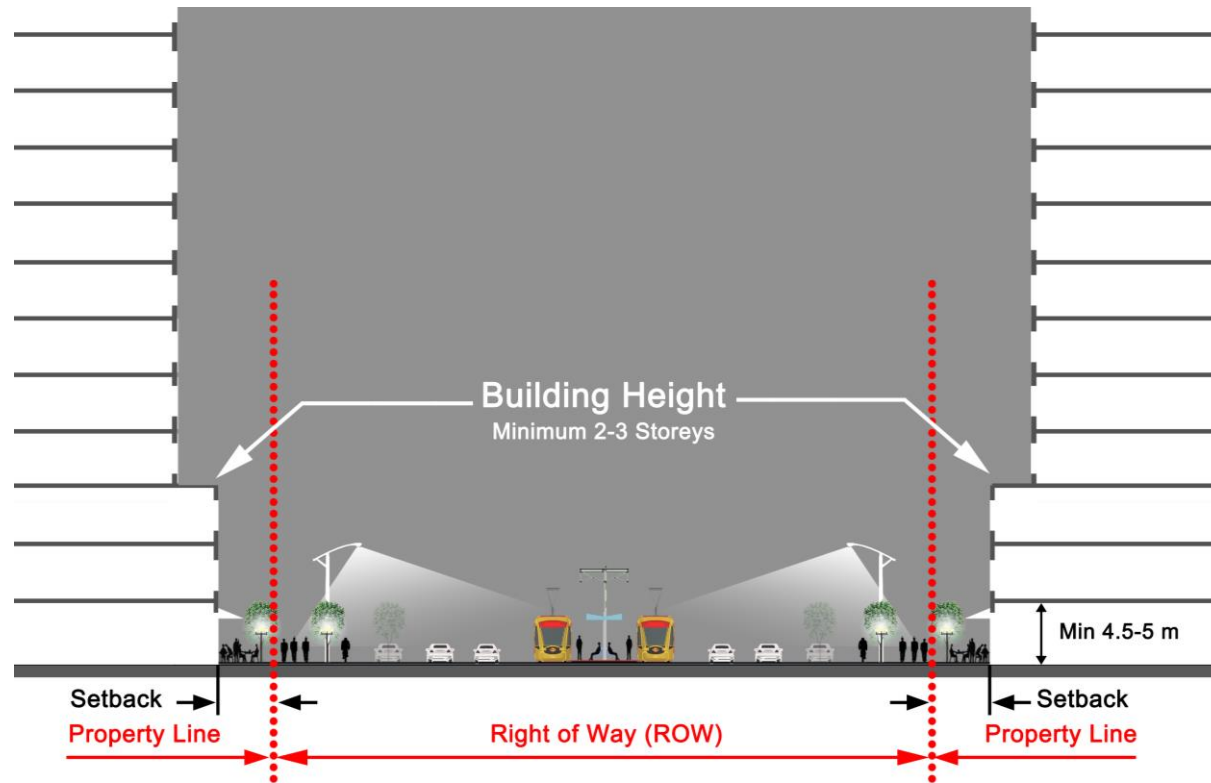 Building Height
Minimum 2-3 Storeys
Min 4.5-5 m
Setback
Setback
Property Line
Right of Way (ROW)
Property Line